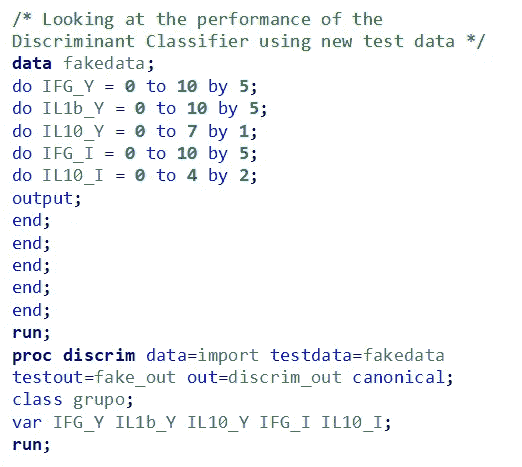 /* Looking at the performance of the
Discriminant Classifier using new test data */
data fakedata;
do IFG_Y = 0 to 10 by 5;
do IL1b_Y = 0 to 10 by 5;
do IL10_Y = 0 to 7 by 1;
do IFG_I = 0 to 10 by 5;
do IL10_I = 0 to 4 by 2;
output;
end;
end;
end;
end;
end;
run;
proc discrim data=import testdata=fakedata
testout=fake_out out=discrim_out canonical;
class grupo;
var IFG_Y IL1b_Y IL10_Y IFG_I IL10_I;
run;